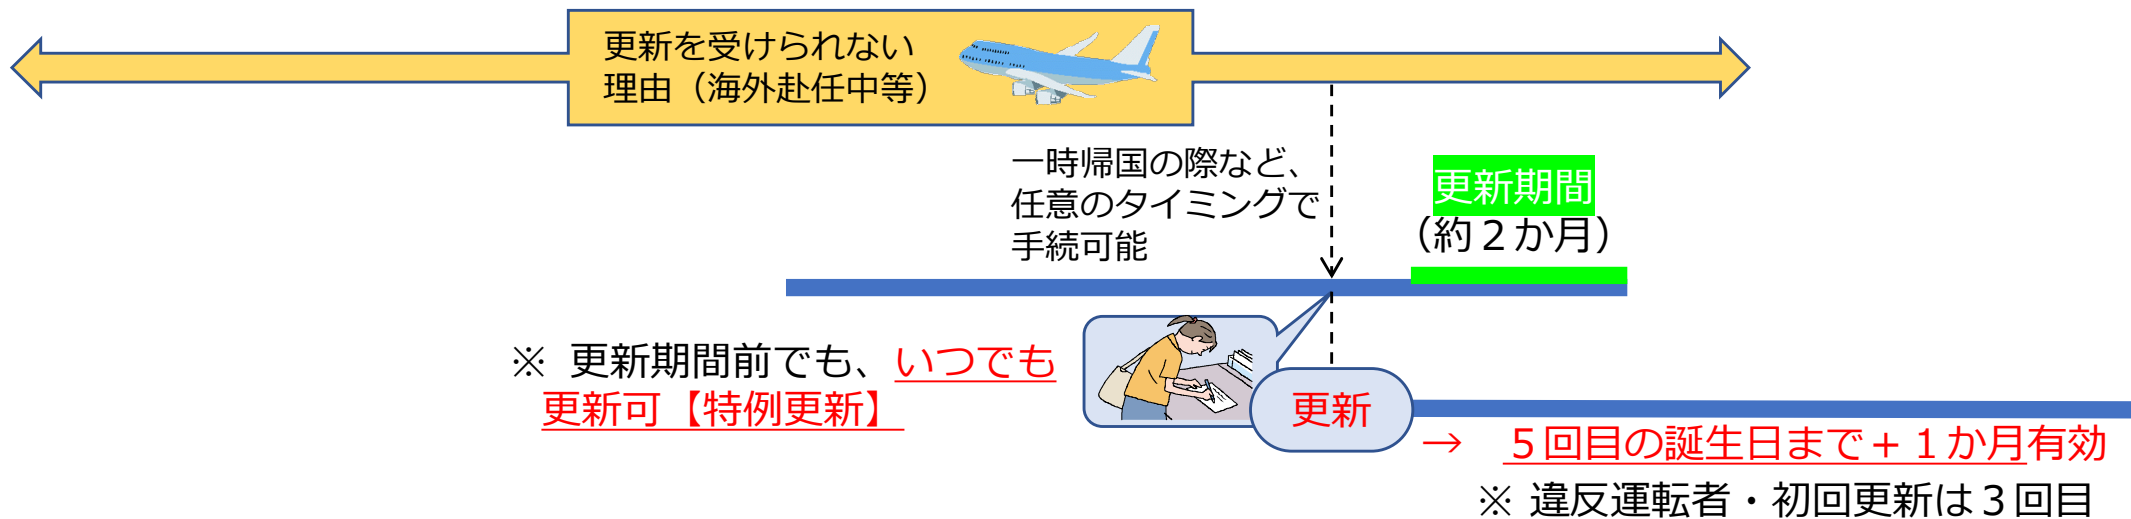 更新を受けられない
理由（海外赴任中等）
一時帰国の際など、
任意のタイミングで
手続可能
更新期間
（約２か月）
※ 更新期間前でも、いつでも
更新可【特例更新】
更新
→ ５回目の誕生日まで＋１か月有効
※ 違反運転者・初回更新は３回目